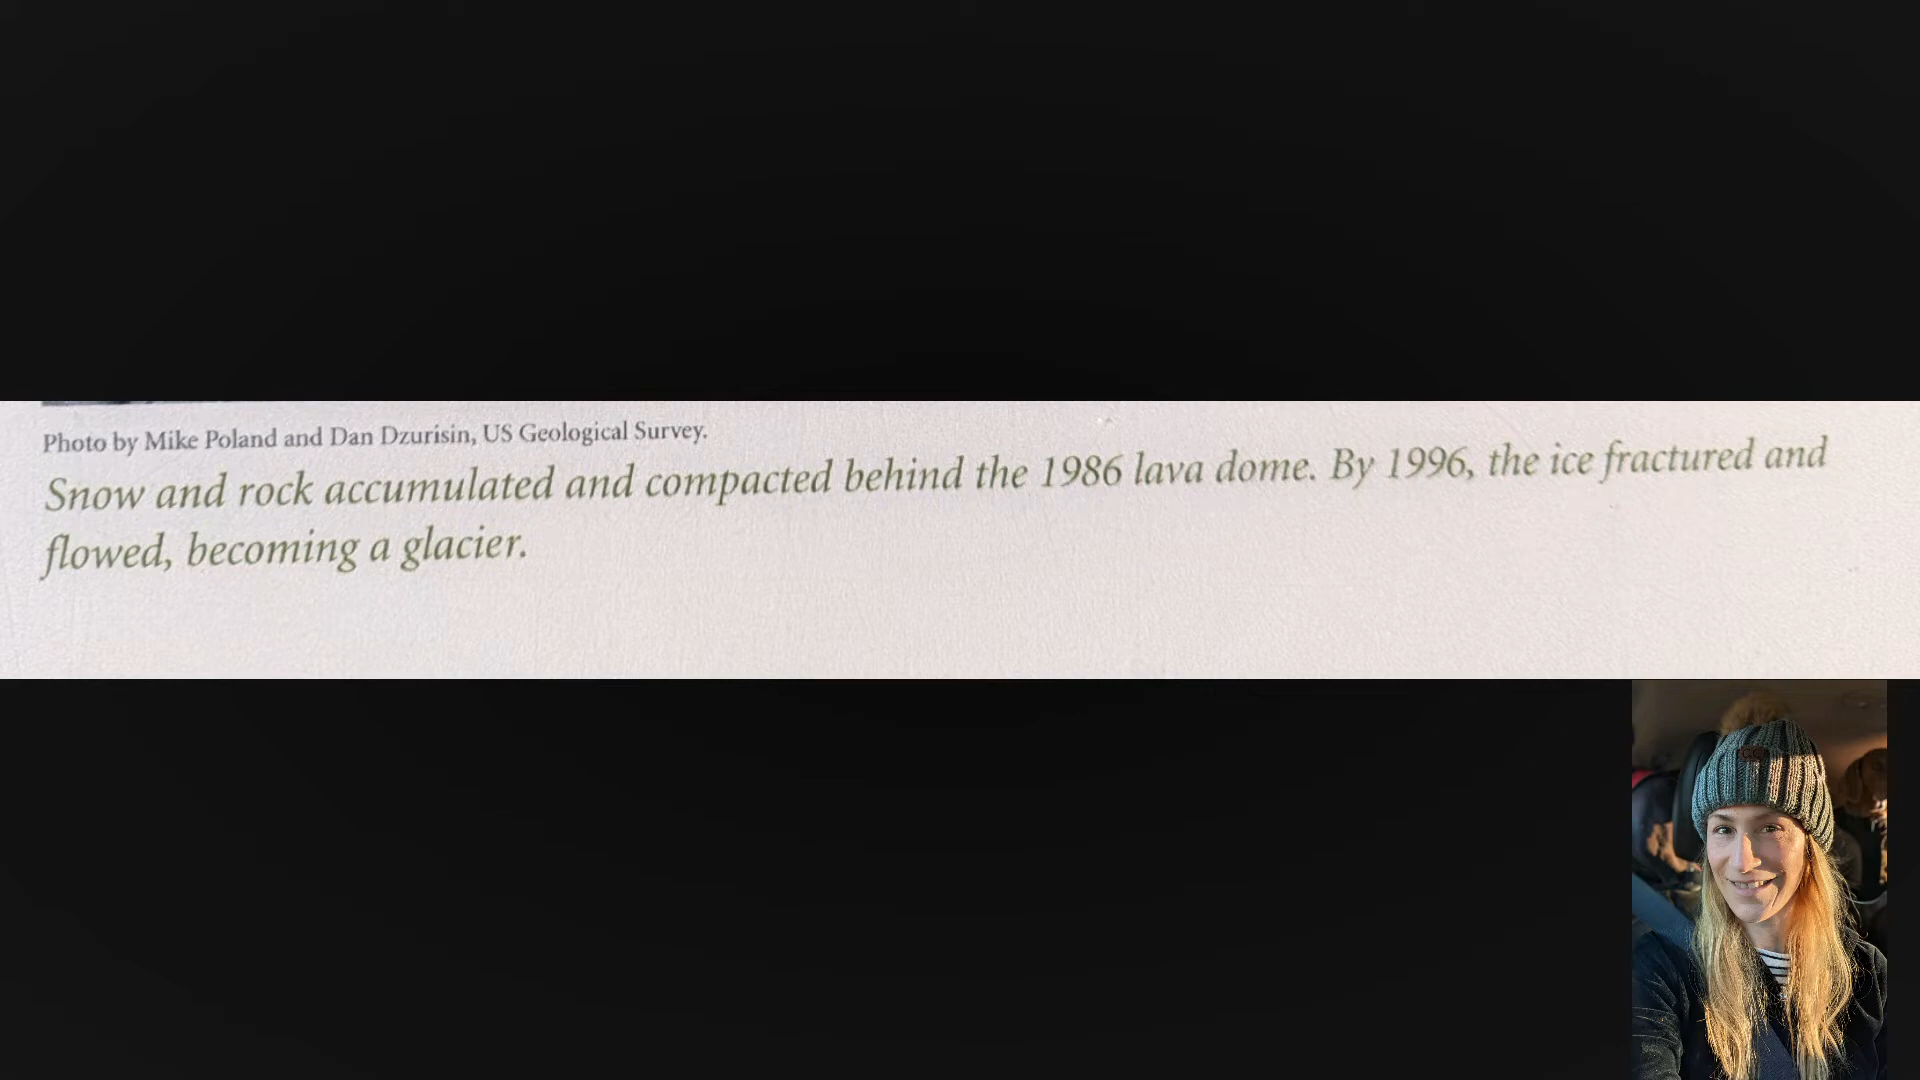 Photo by Mike Poland and Dan Dzurisin, US Geological Survey.
Snow and rock accumulated and compacted behind the 1986 lava dome. By 1996, the ice fractured and
flowed, becoming a glacier.